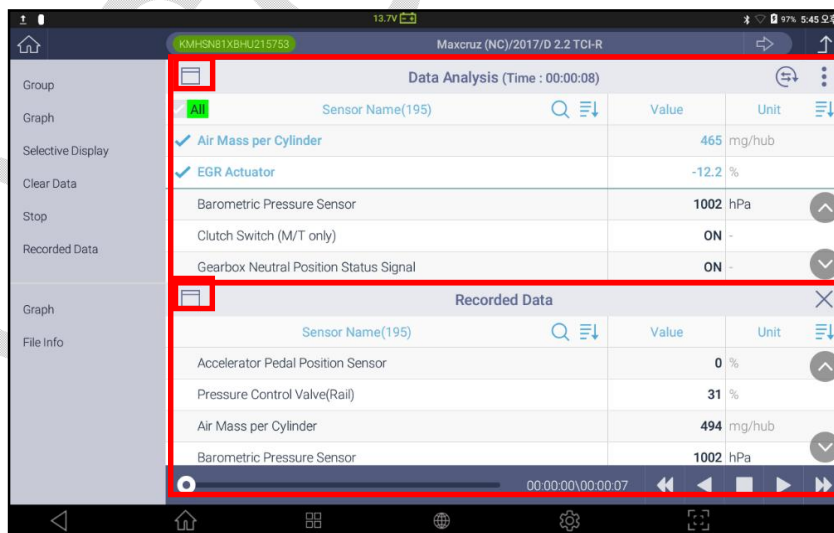 13.7V
97% 5:45 오후
KMHSN81XBHU215753 Maxcruz (NC)/2017/D 2.2 TCI-R
Group
Graph
Selective Display
Clear Data
Stop
Recorded Data
Graph
File Info
Data Analysis (Time : 00:00:08)
All Sensor Name(195) Value Unit
Air Mass per Cylinder 465 mg/hub
EGR Actuator -12.2 %
Barometric Pressure Sensor 1002 hPa
Clutch Switch (M/T only) ON -
Gearbox Neutral Position Status Signal ON -
Recorded Data
Sensor Name(195) Value Unit
Accelerator Pedal Position Sensor 0 %
Pressure Control Valve(Rail) 31 %
Air Mass per Cylinder 494 mg/hub
Barometric Pressure Sensor 1002 hPa
00:00:00\00:00:07